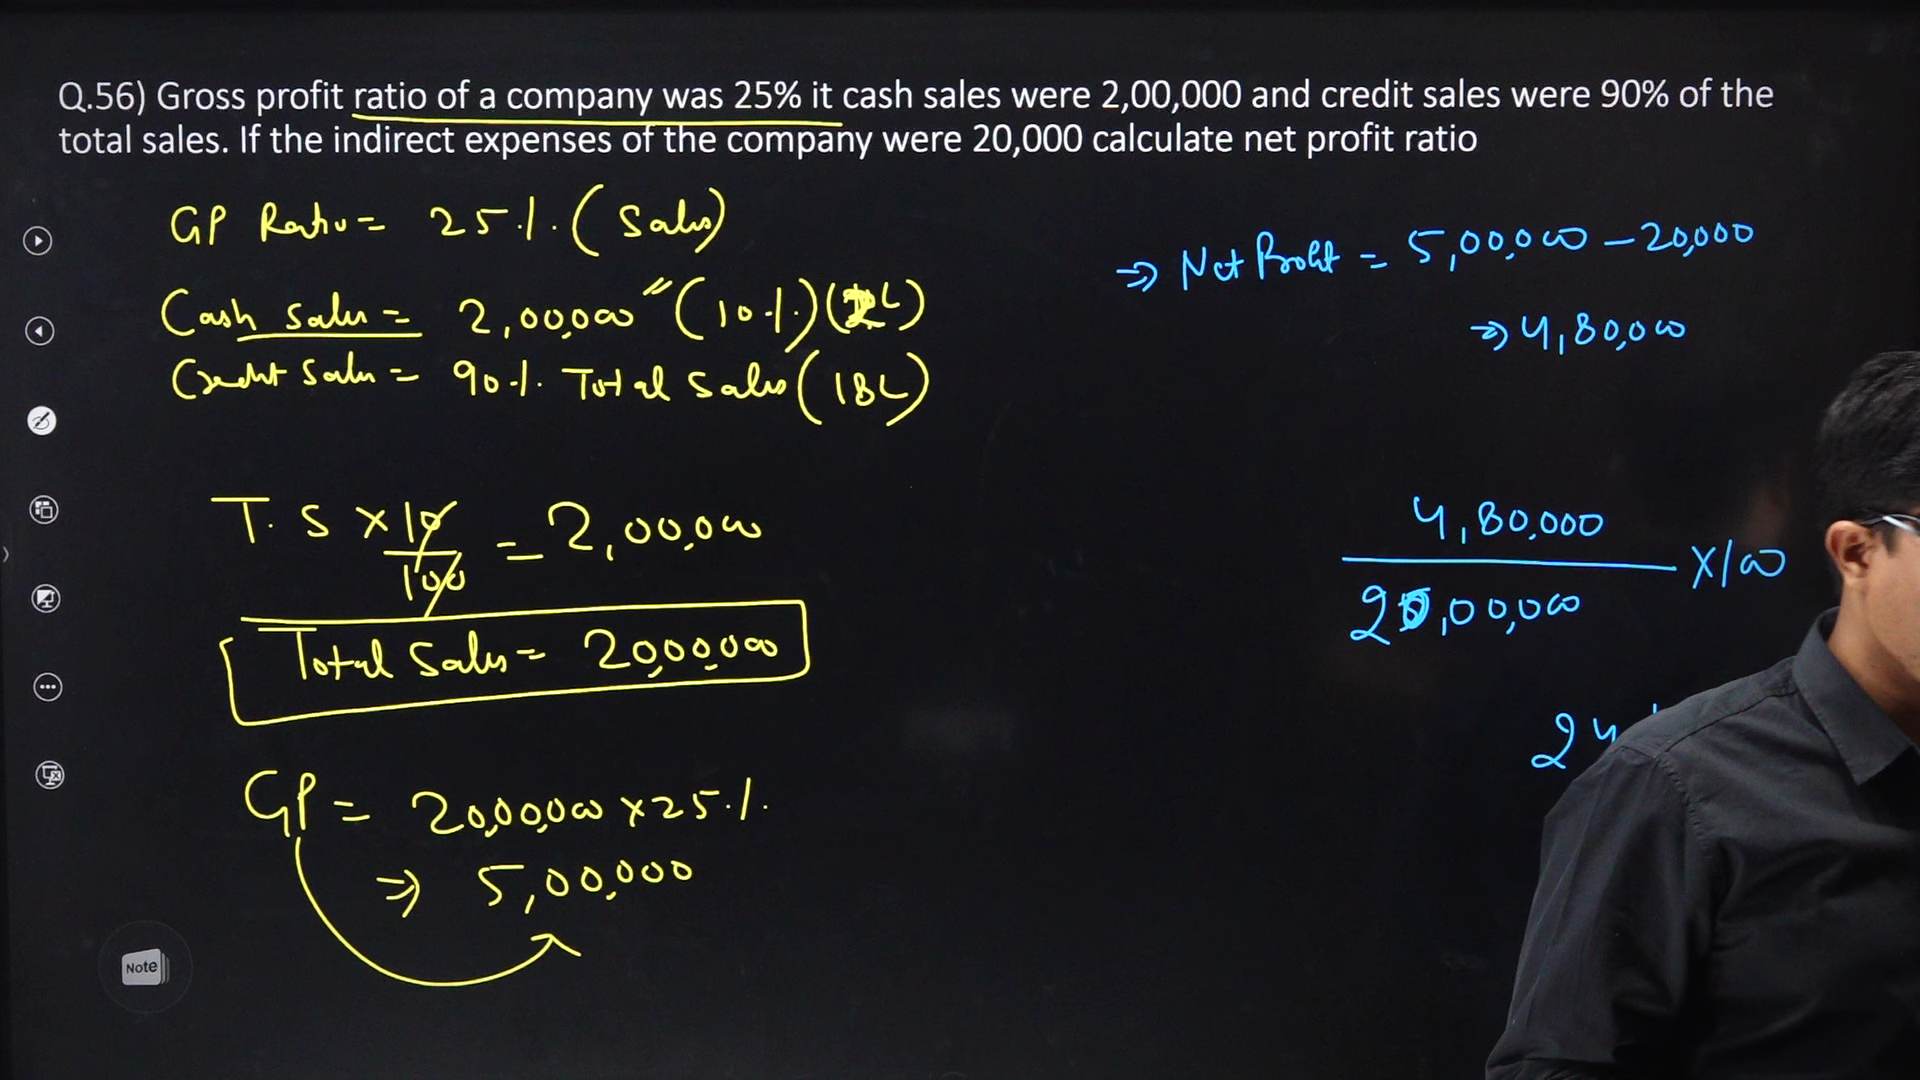 Q.56) Gross profit ratio of a company was 25% it cash sales were 2,00,000 and credit sales were 90% of the
total sales. If the indirect expenses of the company were 20,000 calculate net profit ratio
GP Ratio = 25% (Sales)
Cash Sales = 2,00,000 (10%) (2L)
Credit Sales = 90% Total Sales (18L)
T.S × 10/100 = 2,00,000
Total Sales = 20,00,000
GP = 20,00,000 × 25%
⇒ 5,00,000
⇒ Net Profit = 5,00,000 – 20,000
⇒ 4,80,000
4,80,000
20,00,000 × 100
24
Note